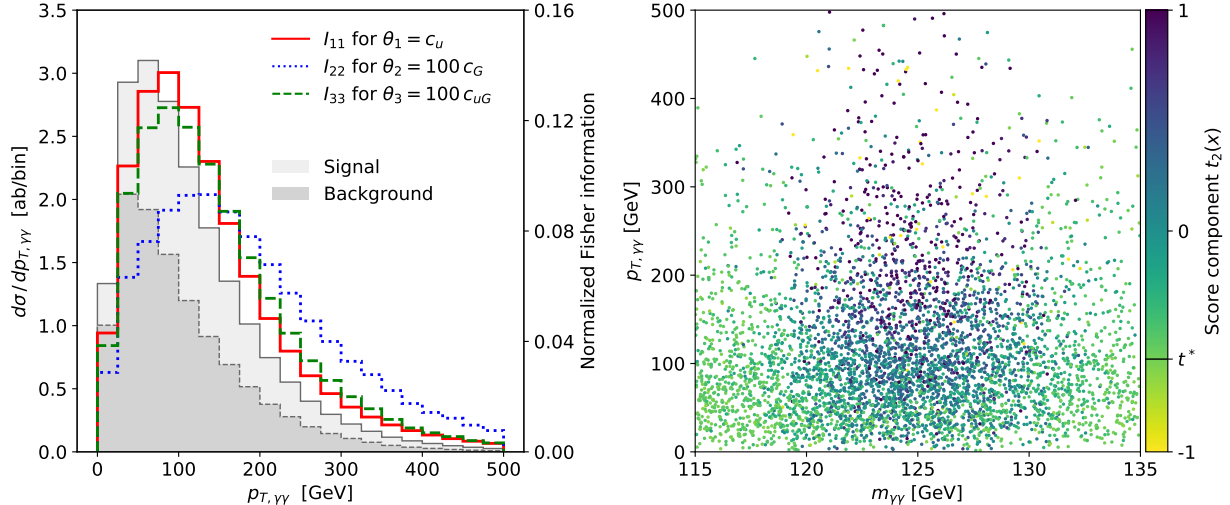 3.5
3.0
2.5
2.0
1.5
1.0
0.5
0.0
dσ/dp_{T,γγ} [ab/bin]
0 100 200 300 400 500
p_{T,γγ} [GeV]
I_{11} for θ_1 = c_u
I_{22} for θ_2 = 100 c_G
I_{33} for θ_3 = 100 c_{uG}
Signal
Background
0.16
0.12
0.08
0.04
0.00
Normalized Fisher information
500
400
300
200
100
0
p_{T,γγ} [GeV]
115 120 125 130 135
m_{γγ} [GeV]
1
0
t*
-1
Score component t_2(x)